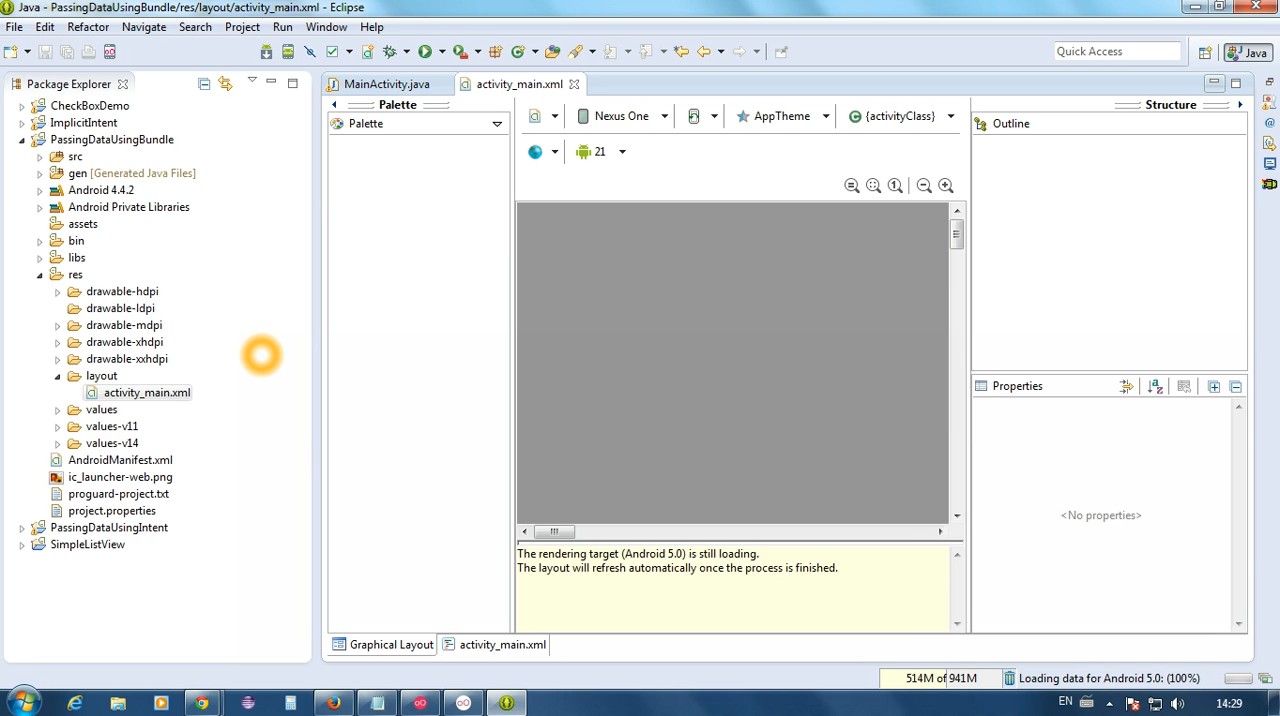 Java - PassingDataUsingBundle/res/layout/activity_main.xml - Eclipse
File Edit Refactor Navigate Search Project Run Window Help
Quick Access
Java
Package Explorer
MainActivity.java
activity_main.xml
CheckBoxDemo
ImplicitIntent
PassingDataUsingBundle
src
gen [Generated Java Files]
Android 4.4.2
Android Private Libraries
assets
bin
libs
res
drawable-hdpi
drawable-ldpi
drawable-mdpi
drawable-xhdpi
drawable-xxhdpi
layout
activity_main.xml
values
values-v11
values-v14
AndroidManifest.xml
ic_launcher-web.png
proguard-project.txt
project.properties
PassingDataUsingIntent
SimpleListView
Palette
Palette
Nexus One
AppTheme
{activityClass}
21
The rendering target (Android 5.0) is still loading.
The layout will refresh automatically once the process is finished.
Graphical Layout
activity_main.xml
Structure
Outline
Properties
<No properties>
514M of 941M
Loading data for Android 5.0: (100%)
EN
14:29